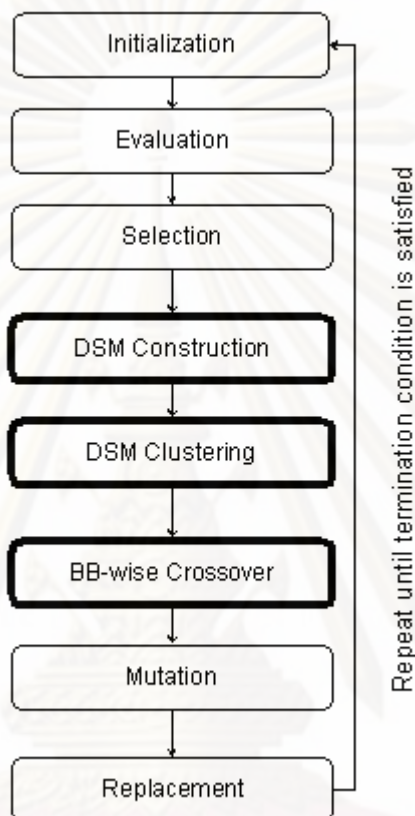 Initialization
Evaluation
Selection
DSM Construction
DSM Clustering
BB-wise Crossover
Mutation
Replacement
Repeat until termination condition is satisfied